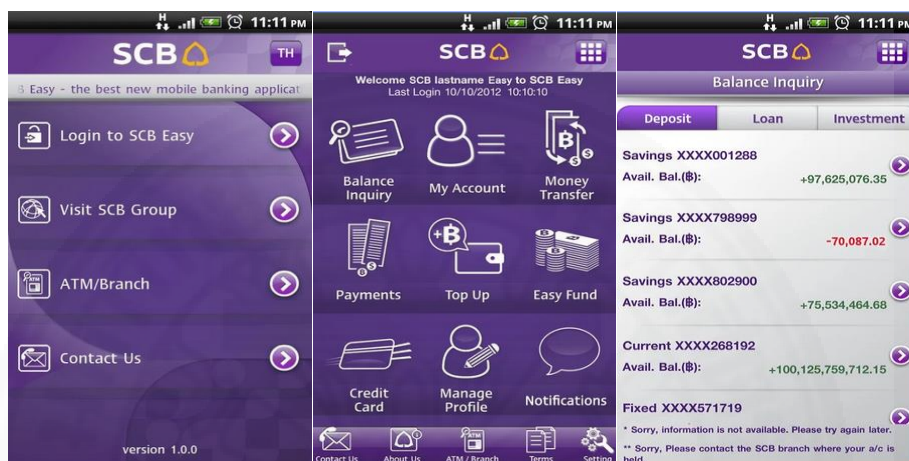 H
11:11 PM
SCB
TH
Easy - the best new mobile banking applicat
Login to SCB Easy
Visit SCB Group
ATM
ATM/Branch
Contact Us
version 1.0.0
H
11:11 PM
SCB
Welcome SCB lastname Easy to SCB Easy
Last Login 10/10/2012 10:10:10
Balance
Inquiry
My Account
฿
Money
Transfer
Payments
+฿
Top Up
Easy Fund
Credit
Card
Manage
Profile
Notifications
Contact Us
About Us
ATM
ATM / Branch
Terms
Setting
H
11:11 PM
SCB
Balance Inquiry
Deposit
Loan
Investment
Savings XXXX001288
Avail. Bal.(฿): +97,625,076.35
Savings XXXX798999
Avail. Bal.(฿): -70,087.02
Savings XXXX802900
Avail. Bal.(฿): +75,534,464.68
Current XXXX268192
Avail. Bal.(฿): +100,125,759,712.15
Fixed XXXX571719
* Sorry, information is not available. Please try again later.
** Sorry, Please contact the SCB branch where your a/c is
held